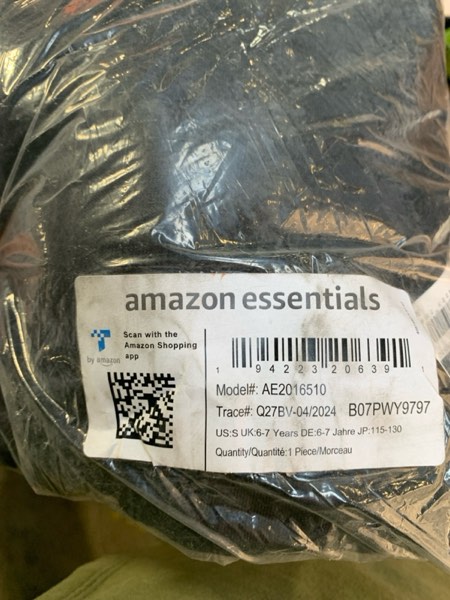 amazon essentials
Scan with the
Amazon Shopping
app
by amazon
1 94223 20639 1
Model#: AE2016510
Trace#: Q27BV-04/2024 B07PWY9797
US:S UK:6-7 Years DE:6-7 Jahre JP:115-130
Quantity/Quantité:1 Piece/Morceau